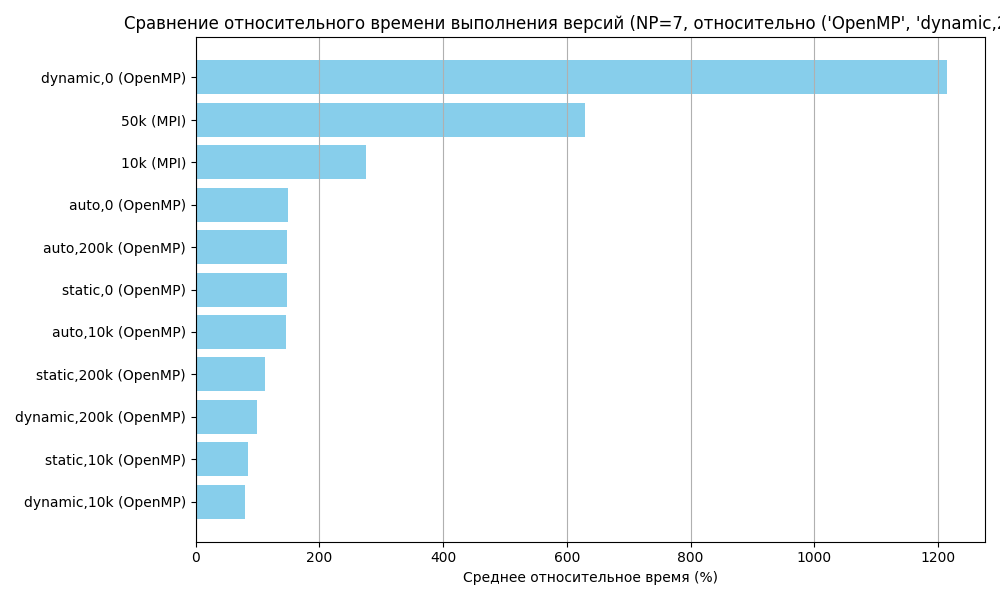 Сравнение относительного времени выполнения версий (NP=7, относительно ('OpenMP', 'dynamic,2
dynamic,0 (OpenMP)
50k (MPI)
10k (MPI)
auto,0 (OpenMP)
auto,200k (OpenMP)
static,0 (OpenMP)
auto,10k (OpenMP)
static,200k (OpenMP)
dynamic,200k (OpenMP)
static,10k (OpenMP)
dynamic,10k (OpenMP)
0 200 400 600 800 1000 1200
Среднее относительное время (%)